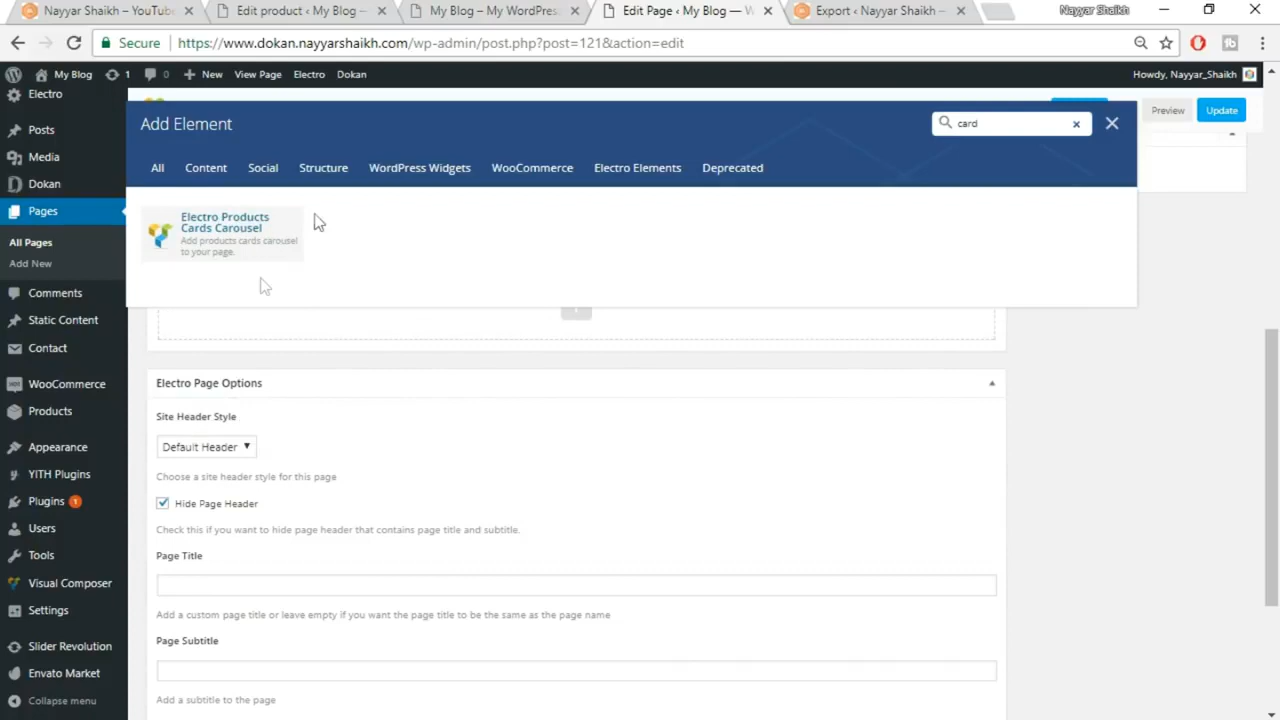 Nayyar Shaikh – YouTube
Edit product ‹ My Blog —
My Blog – My WordPress
Edit Page ‹ My Blog — W
Export ‹ Nayyar Shaikh —
Nayyar Shaikh
Secure
https://www.dokan.nayyarshaikh.com/wp-admin/post.php?post=121&action=edit
My Blog
1
0
New
View Page
Electro
Dokan
Howdy, Nayyar_Shaikh
Electro
Posts
Media
Dokan
Pages
All Pages
Add New
Comments
Static Content
Contact
WooCommerce
Products
Appearance
YITH Plugins
Plugins 1
Users
Tools
Visual Composer
Settings
Slider Revolution
Envato Market
Collapse menu
Preview
Update
Add Element
card
All
Content
Social
Structure
WordPress Widgets
WooCommerce
Electro Elements
Deprecated
Electro Products
Cards Carousel
Add products cards carousel
to your page.
Electro Page Options
Site Header Style
Default Header
Choose a site header style for this page
Hide Page Header
Check this if you want to hide page header that contains page title and subtitle.
Page Title
Add a custom page title or leave empty if you want the page title to be the same as the page name
Page Subtitle
Add a subtitle to the page